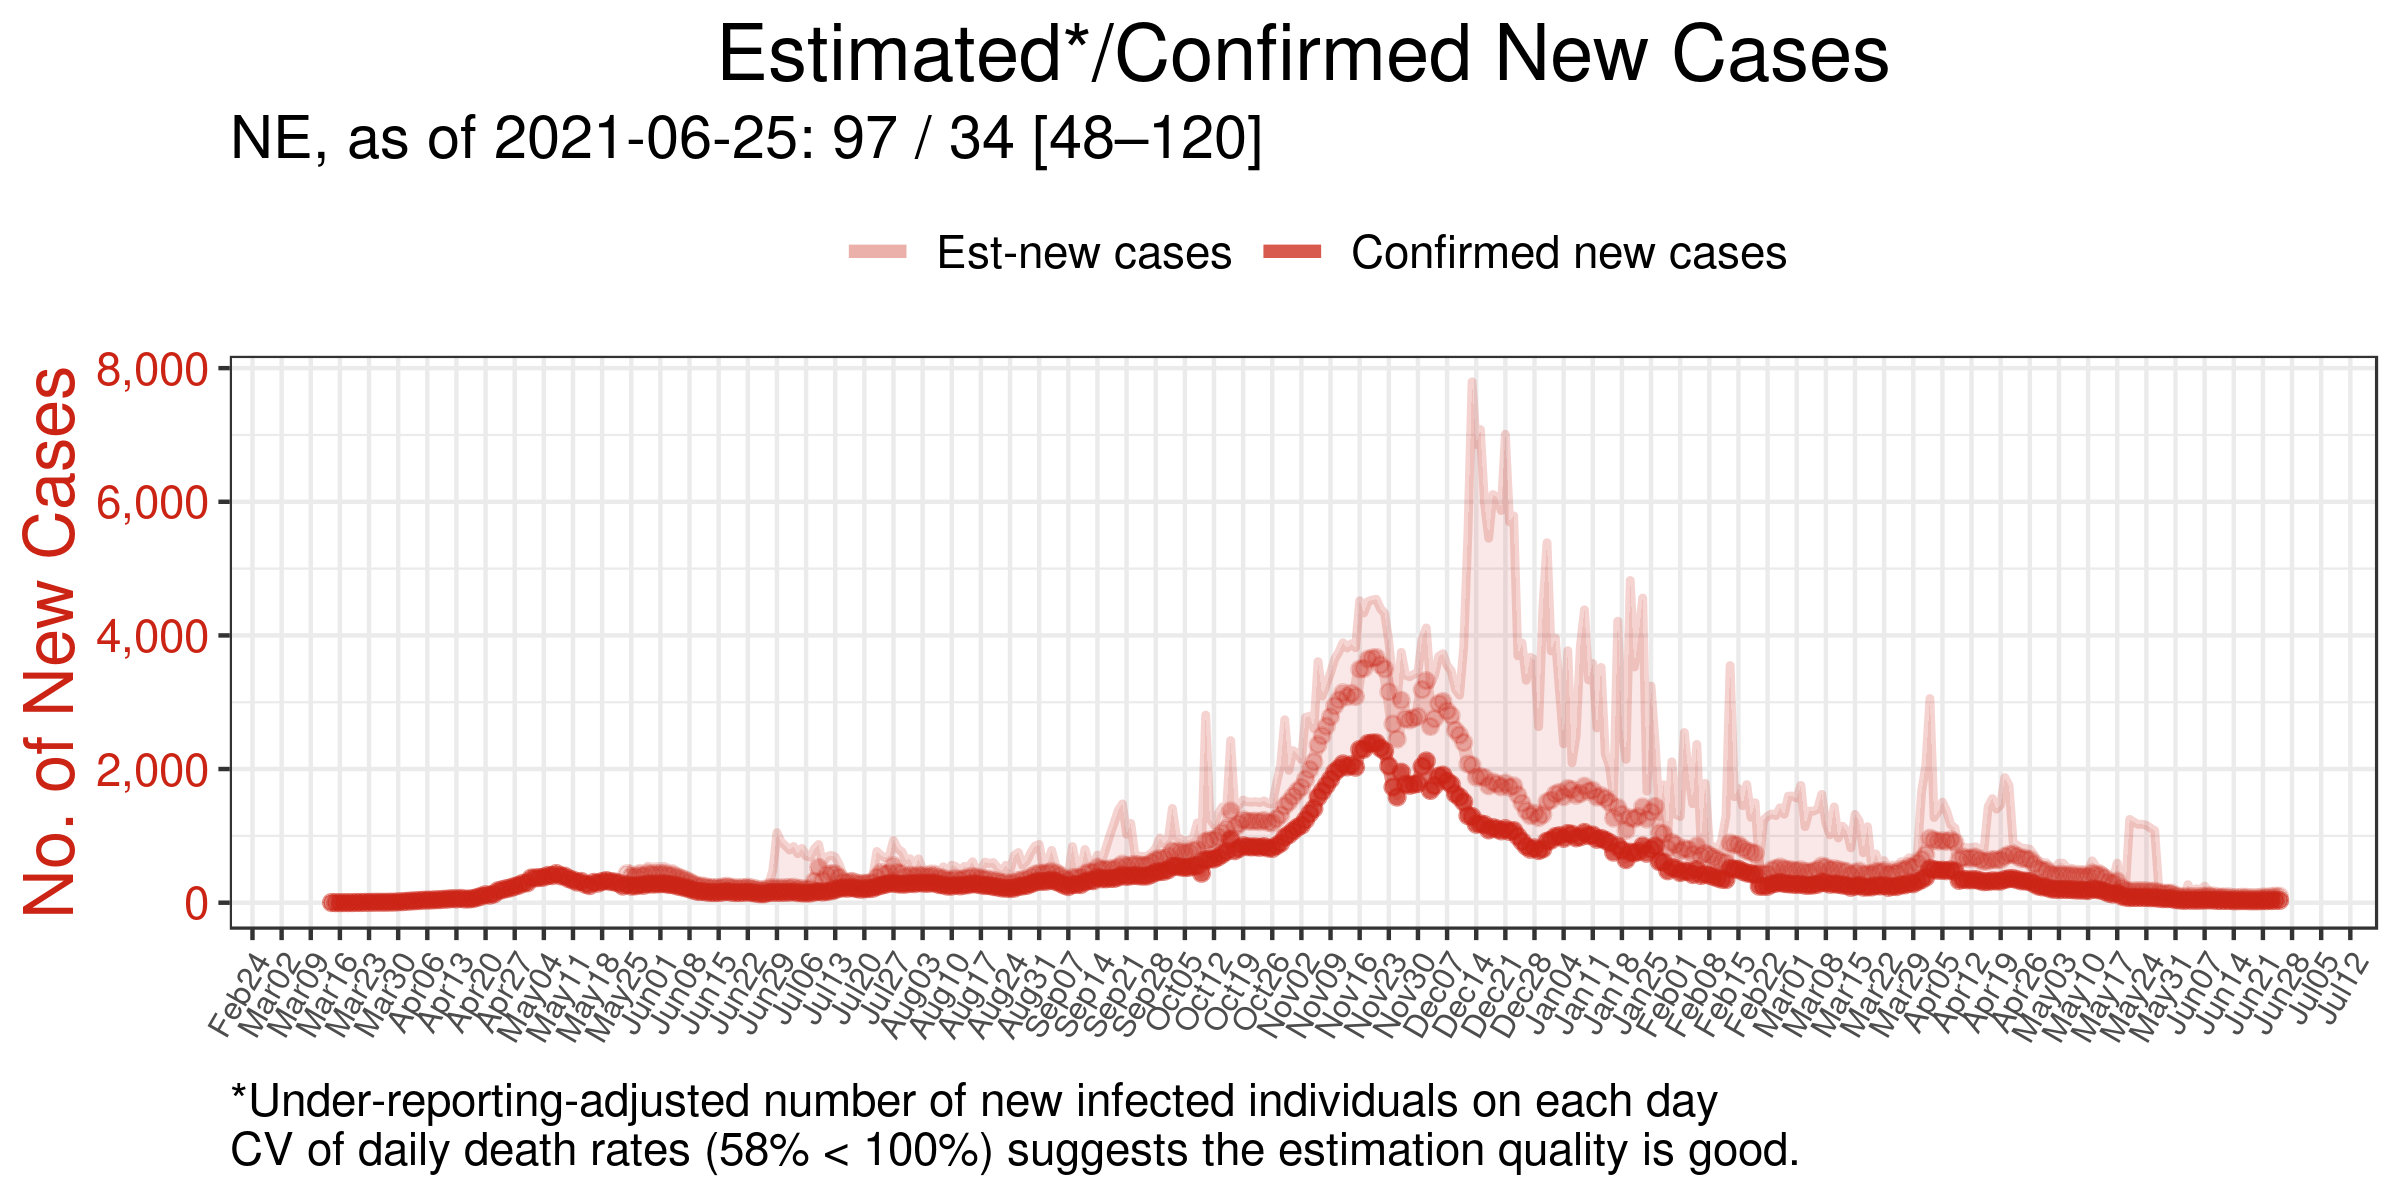 Estimated*/Confirmed New Cases
NE, as of 2021-06-25: 97 / 34 [48–120]
Est-new cases
Confirmed new cases
No. of New Cases
8,000
6,000
4,000
2,000
0
Feb24
Mar02
Mar09
Mar16
Mar23
Mar30
Apr06
Apr13
Apr20
Apr27
May04
May11
May18
May25
Jun01
Jun08
Jun15
Jun22
Jun29
Jul06
Jul13
Jul20
Jul27
Aug03
Aug10
Aug17
Aug24
Aug31
Sep07
Sep14
Sep21
Sep28
Oct05
Oct12
Oct19
Oct26
Nov02
Nov09
Nov16
Nov23
Nov30
Dec07
Dec14
Dec21
Dec28
Jan04
Jan11
Jan18
Jan25
Feb01
Feb08
Feb15
Feb22
Mar01
Mar08
Mar15
Mar22
Mar29
Apr05
Apr12
Apr19
Apr26
May03
May10
May17
May24
May31
Jun07
Jun14
Jun21
Jun28
Jul05
Jul12
*Under-reporting-adjusted number of new infected individuals on each day
CV of daily death rates (58% < 100%) suggests the estimation quality is good.